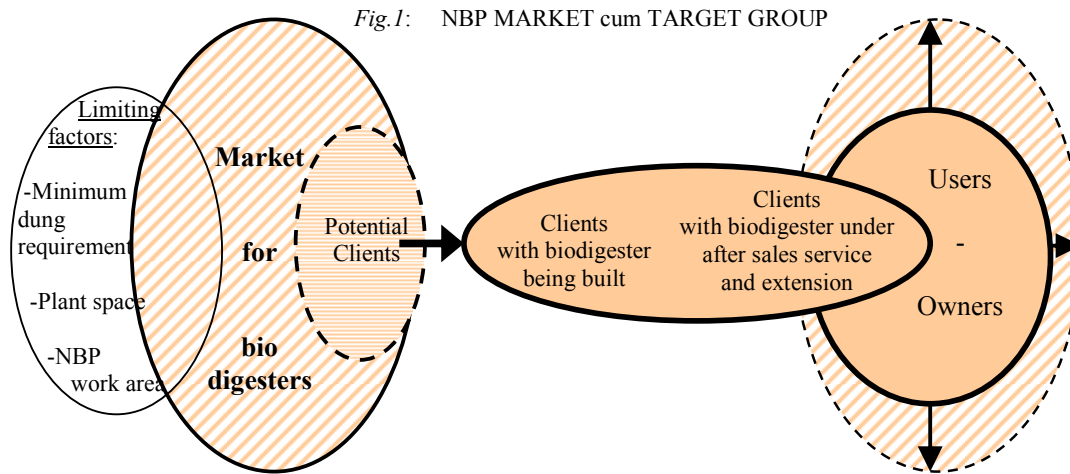 Fig.1: NBP MARKET cum TARGET GROUP
Limiting
factors:
-Minimum
dung
requirement
-Plant space
-NBP
work area
Market
for
bio
digesters
Potential
Clients
Clients
with biodigester
being built
Clients
with biodigester under
after sales service
and extension
Users
-
Owners